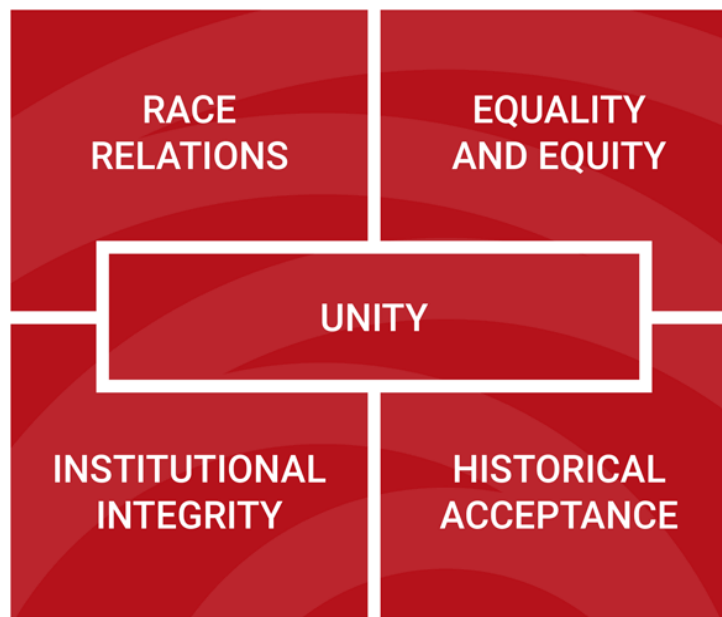 RACE
RELATIONS
EQUALITY
AND EQUITY
UNITY
INSTITUTIONAL
INTEGRITY
HISTORICAL
ACCEPTANCE